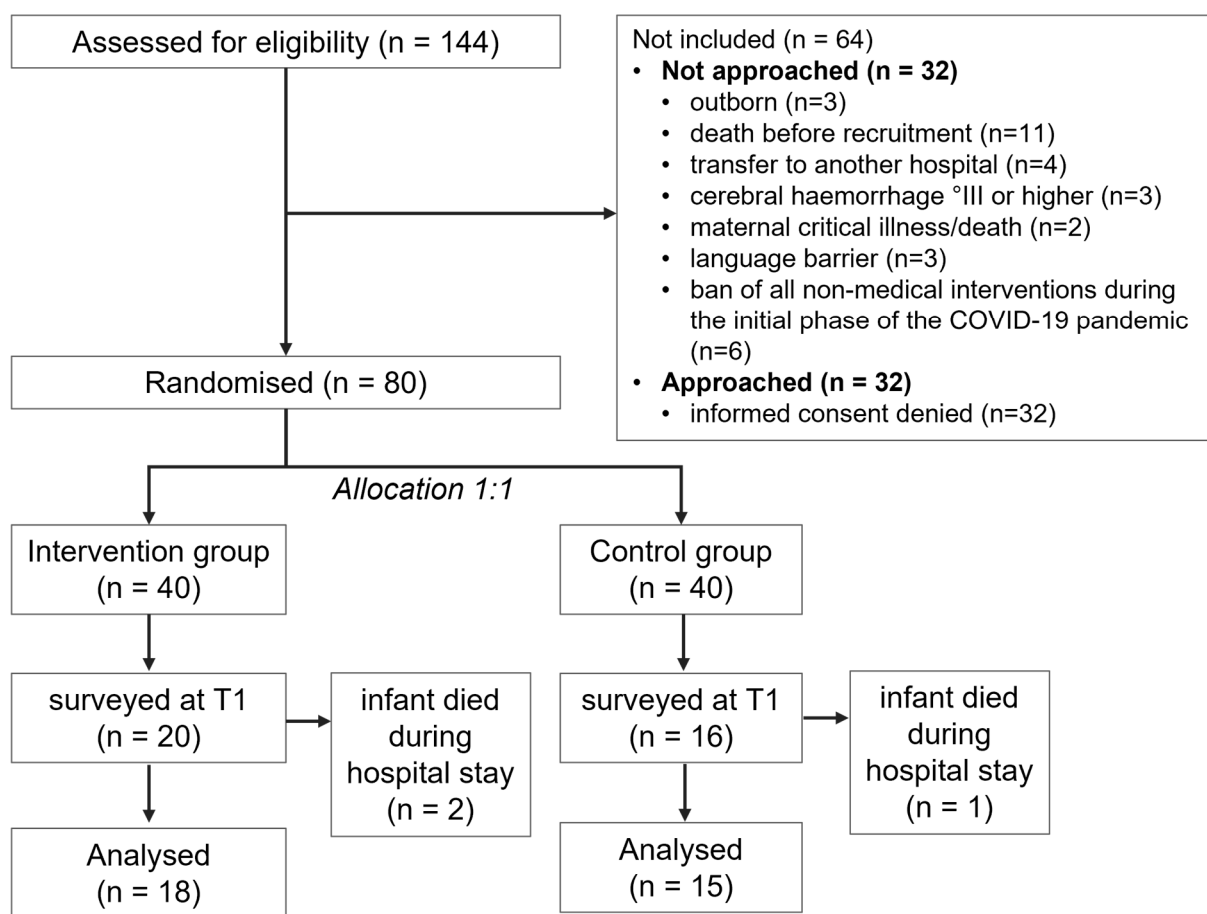 Assessed for eligibility (n = 144)
Not included (n = 64)
• Not approached (n = 32)
• outborn (n=3)
• death before recruitment (n=11)
• transfer to another hospital (n=4)
• cerebral haemorrhage °III or higher (n=3)
• maternal critical illness/death (n=2)
• language barrier (n=3)
• ban of all non-medical interventions during
the initial phase of the COVID-19 pandemic
(n=6)
• Approached (n = 32)
• informed consent denied (n=32)
Randomised (n = 80)
Allocation 1:1
Intervention group
(n = 40)
Control group
(n = 40)
surveyed at T1
(n = 20)
infant died
during
hospital stay
(n = 2)
surveyed at T1
(n = 16)
infant died
during
hospital stay
(n = 1)
Analysed
(n = 18)
Analysed
(n = 15)